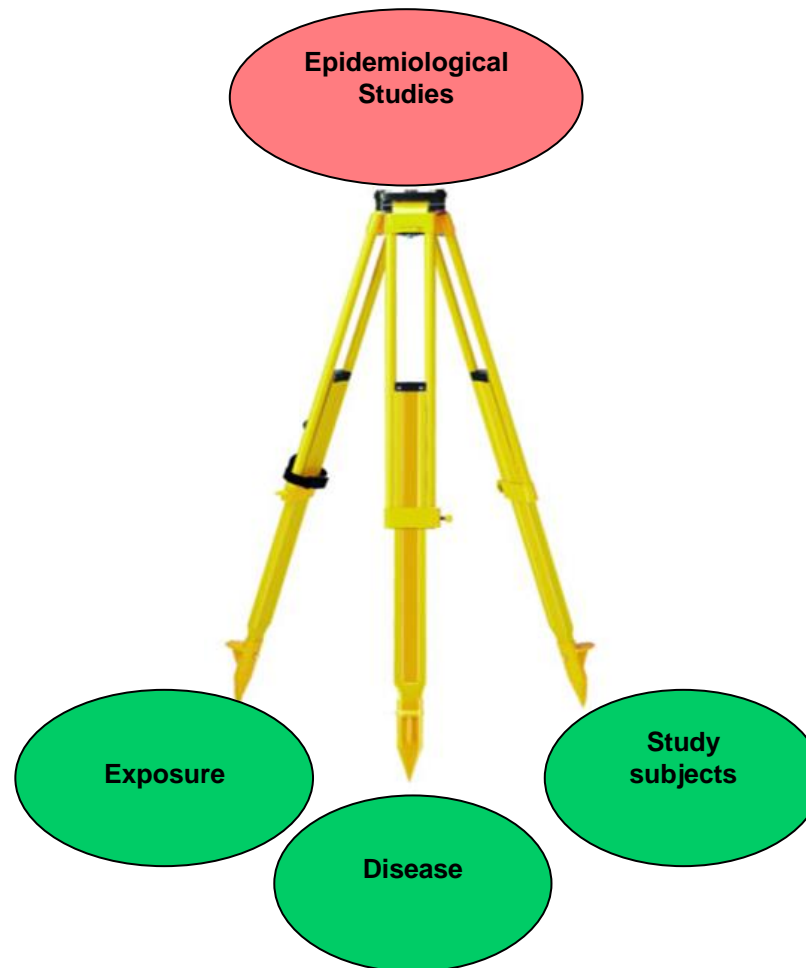 Epidemiological
Studies
Exposure
Study
subjects
Disease